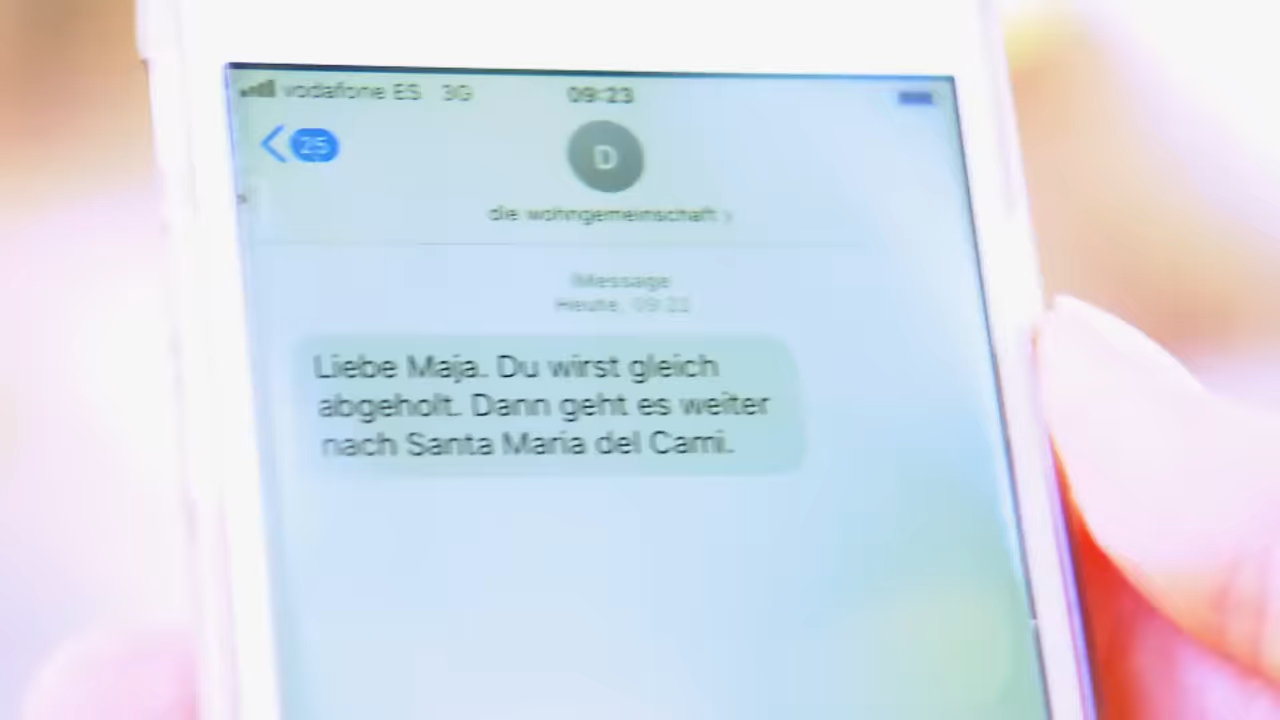 vodafone ES 3G 09:23
25
D
die wohngemeinschaft
iMessage
Heute, 09:22
Liebe Maja. Du wirst gleich
abgeholt. Dann geht es weiter
nach Santa Maria del Cami.